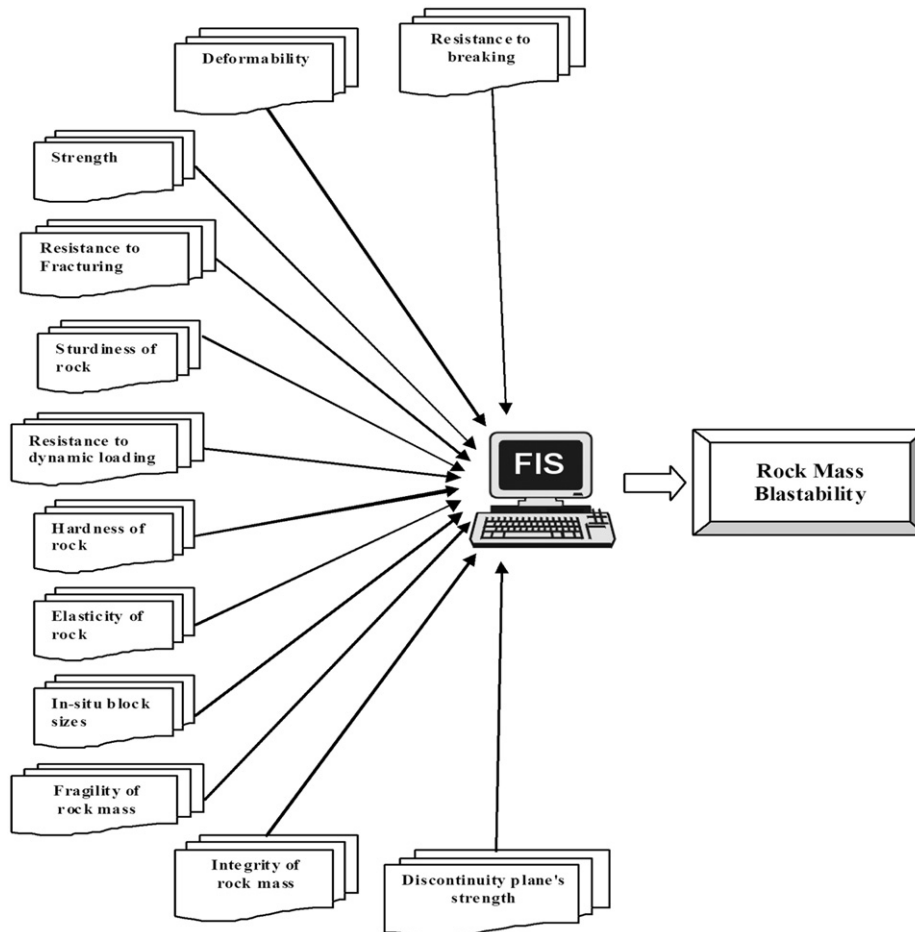 Deformability
Resistance to
breaking
Strength
Resistance to
Fracturing
Sturdiness of
rock
Resistance to
dynamic loading
Hardness of
rock
Elasticity of
rock
In-situ block
sizes
Fragility of
rock mass
Integrity of
rock mass
Discontinuity plane's
strength
FIS
Rock Mass
Blastability